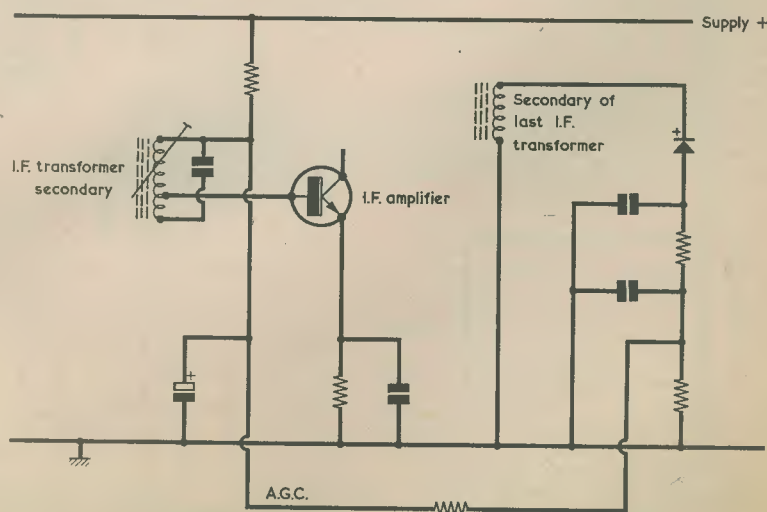 Supply +
Secondary of
last I.F.
transformer
+
I.F. transformer
secondary
I.F. amplifier
+
A.G.C.